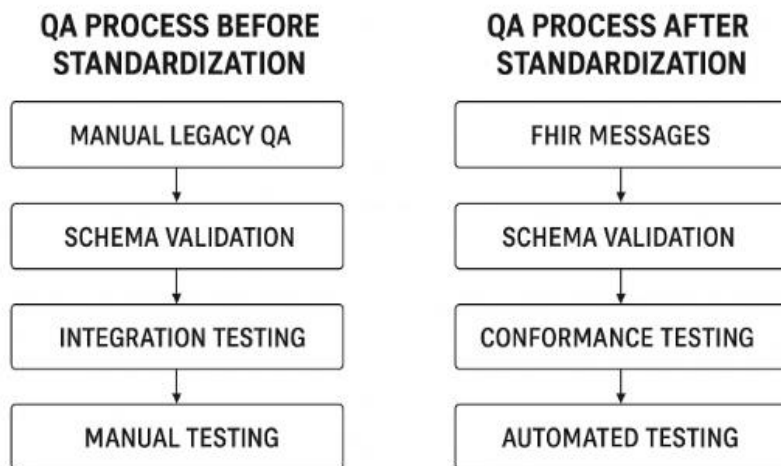 QA PROCESS BEFORE
STANDARDIZATION
MANUAL LEGACY QA
SCHEMA VALIDATION
INTEGRATION TESTING
MANUAL TESTING
QA PROCESS AFTER
STANDARDIZATION
FHIR MESSAGES
SCHEMA VALIDATION
CONFORMANCE TESTING
AUTOMATED TESTING